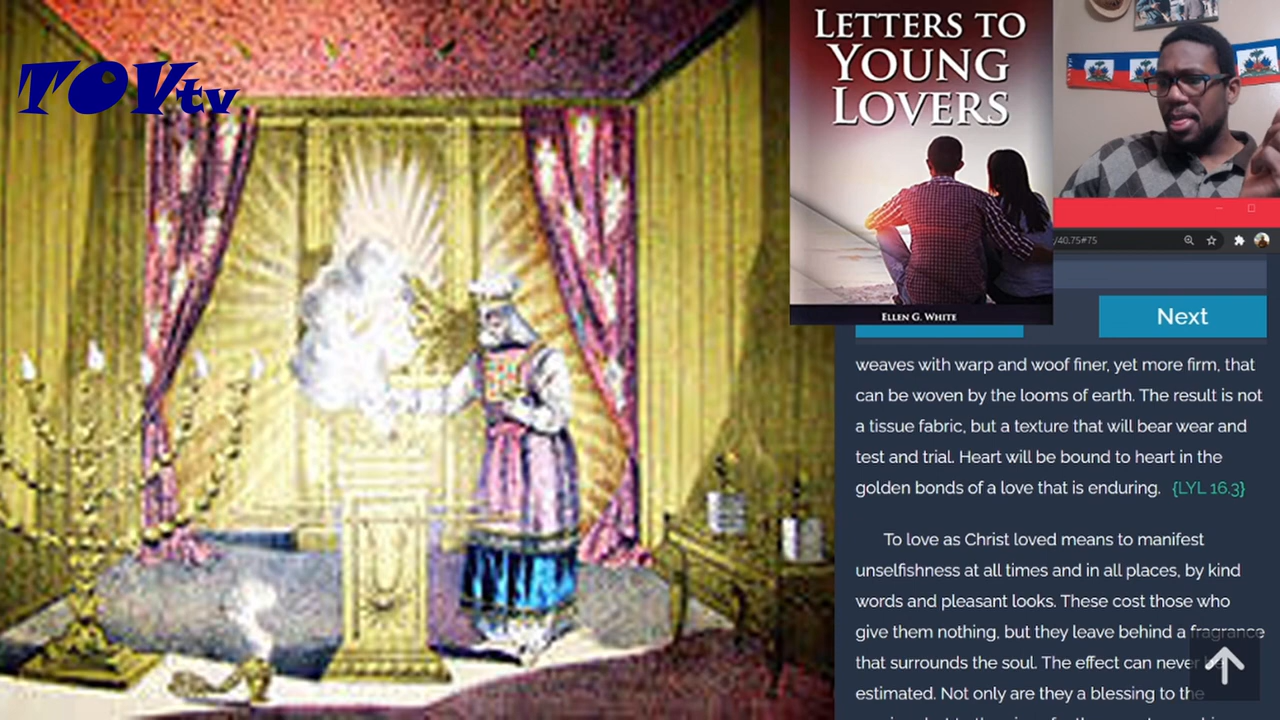 TOVtv
LETTERS TO
YOUNG
LOVERS
ELLEN G. WHITE
/40.75#75
Next
weaves with warp and woof finer, yet more firm, that
can be woven by the looms of earth. The result is not
a tissue fabric, but a texture that will bear wear and
test and trial. Heart will be bound to heart in the
golden bonds of a love that is enduring. {LYL 16.3}
To love as Christ loved means to manifest
unselfishness at all times and in all places, by kind
words and pleasant looks. These cost those who
give them nothing, but they leave behind a fragrance
that surrounds the soul. The effect can never be
estimated. Not only are they a blessing to the